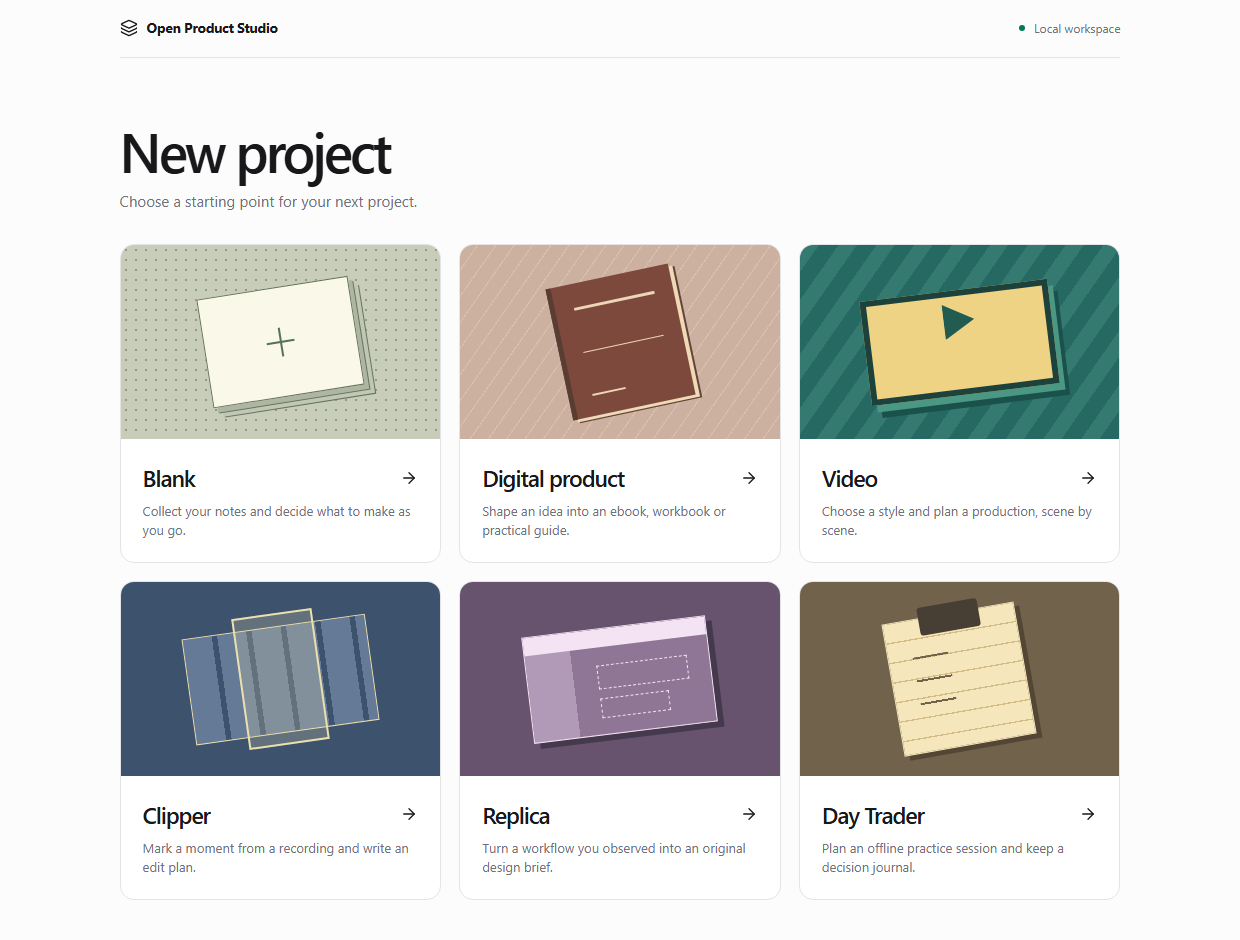 Open Product Studio
Local workspace
New project
Choose a starting point for your next project.
Blank
Collect your notes and decide what to make as
you go.
Digital product
Shape an idea into an ebook, workbook or
practical guide.
Video
Choose a style and plan a production, scene by
scene.
Clipper
Mark a moment from a recording and write an
edit plan.
Replica
Turn a workflow you observed into an original
design brief.
Day Trader
Plan an offline practice session and keep a
decision journal.